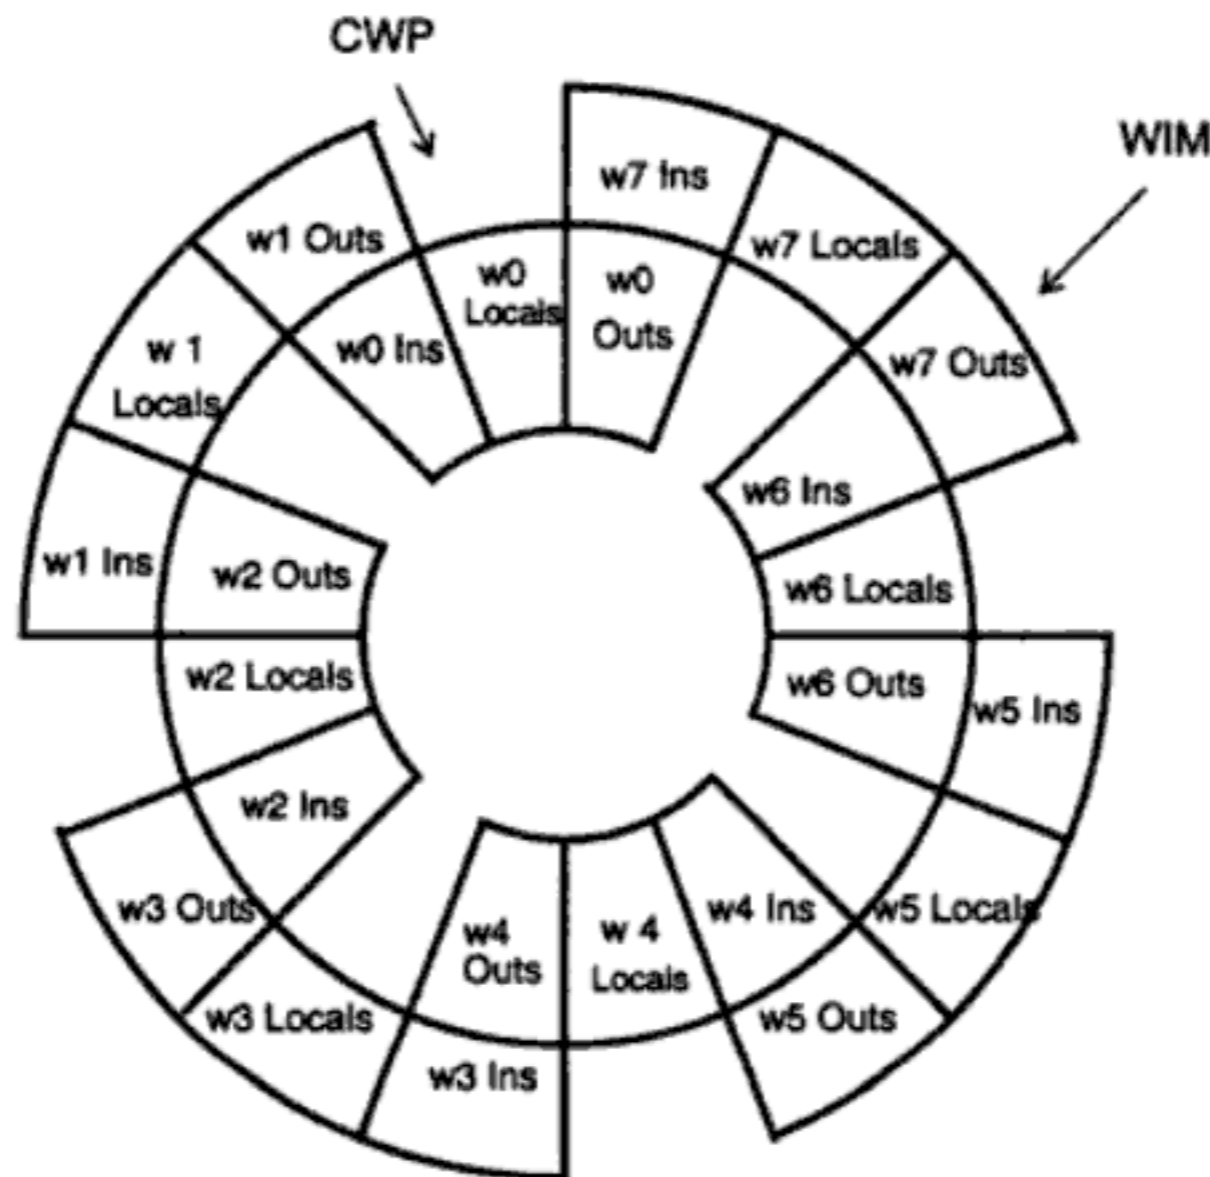 CWP
WIM
w7 Ins
w1 Outs
w7 Locals
w0
Locals
w0
Outs
w 1
Locals
w0 Ins
w7 Outs
w6 Ins
w1 Ins
w2 Outs
w6 Locals
w2 Locals
w6 Outs
w5 Ins
w2 Ins
w3 Outs
w4
Outs
w 4
Locals
w4 Ins
w5 Locals
w3 Locals
w5 Outs
w3 Ins